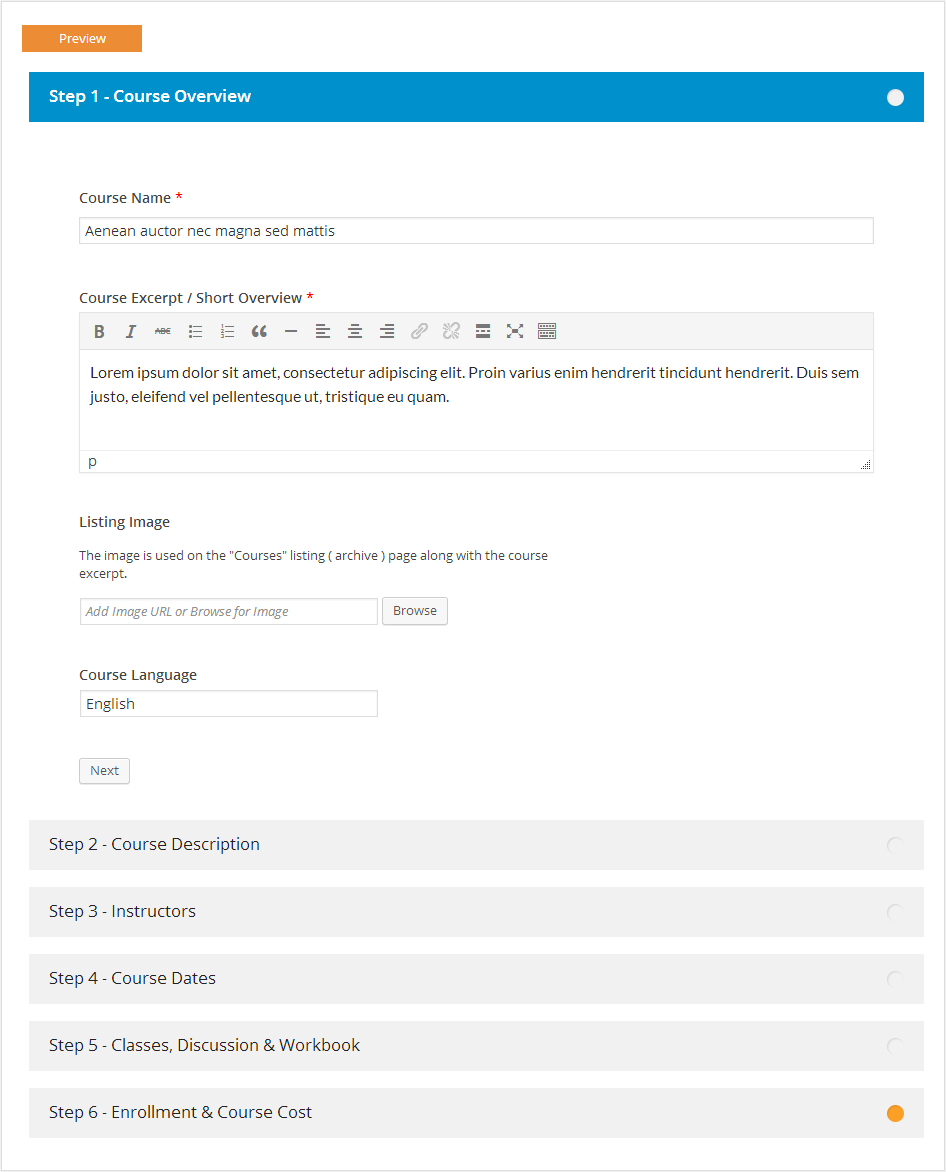 Preview
Step 1 - Course Overview
Course Name *
Aenean auctor nec magna sed mattis
Course Excerpt / Short Overview *
B I ABC
Lorem ipsum dolor sit amet, consectetur adipiscing elit. Proin varius enim hendrerit tincidunt hendrerit. Duis sem
justo, eleifend vel pellentesque ut, tristique eu quam.
p
Listing Image
The image is used on the "Courses" listing ( archive ) page along with the course
excerpt.
Add Image URL or Browse for Image Browse
Course Language
English
Next
Step 2 - Course Description
Step 3 - Instructors
Step 4 - Course Dates
Step 5 - Classes, Discussion & Workbook
Step 6 - Enrollment & Course Cost